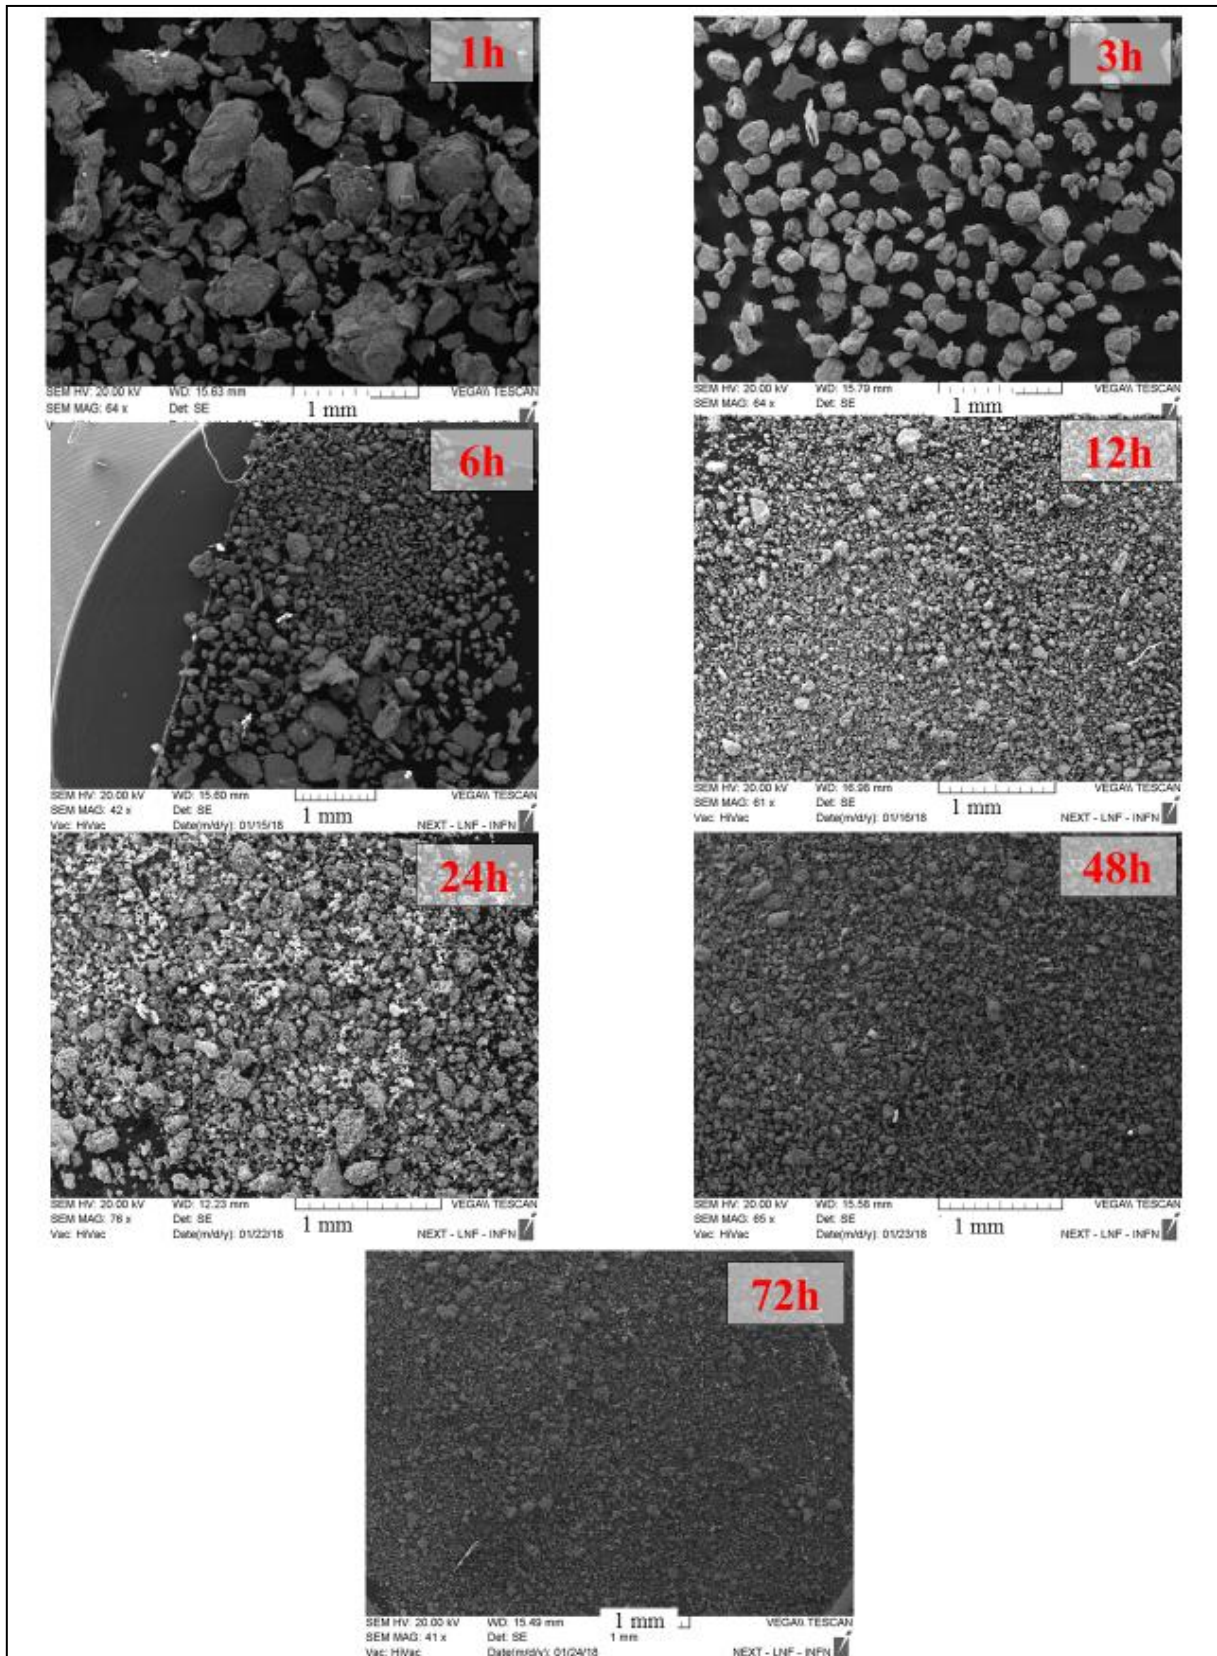 1h
3h
SEM HV: 20.00 kV WD: 15.63 mm VEGA\\ TESCAN
SEM MAG: 64 x Det: SE 1 mm
SEM HV: 20.00 kV WD: 15.79 mm VEGA\\ TESCAN
SEM MAG: 64 x Det: SE 1 mm
6h
12h
SEM HV: 20.00 kV WD: 15.60 mm VEGA\\ TESCAN
SEM MAG: 42 x Det: SE 1 mm
Vac: HiVac Date(m/d/y): 01/15/18 NEXT - LNF - INFN
SEM HV: 20.00 kV WD: 16.98 mm VEGA\\ TESCAN
SEM MAG: 61 x Det: SE 1 mm
Vac: HiVac Date(m/d/y): 01/16/18 NEXT - LNF - INFN
24h
48h
SEM HV: 20.00 kV WD: 12.23 mm VEGA\\ TESCAN
SEM MAG: 76 x Det: SE 1 mm
Vac: HiVac Date(m/d/y): 01/22/18 NEXT - LNF - INFN
SEM HV: 20.00 kV WD: 15.58 mm VEGA\\ TESCAN
SEM MAG: 65 x Det: SE 1 mm
Vac: HiVac Date(m/d/y): 01/23/18 NEXT - LNF - INFN
72h
SEM HV: 20.00 kV WD: 15.49 mm 1 mm VEGA\\ TESCAN
SEM MAG: 41 x Det: SE 1 mm
Vac: HiVac Date(m/d/y): 01/24/18 NEXT - LNF - INFN